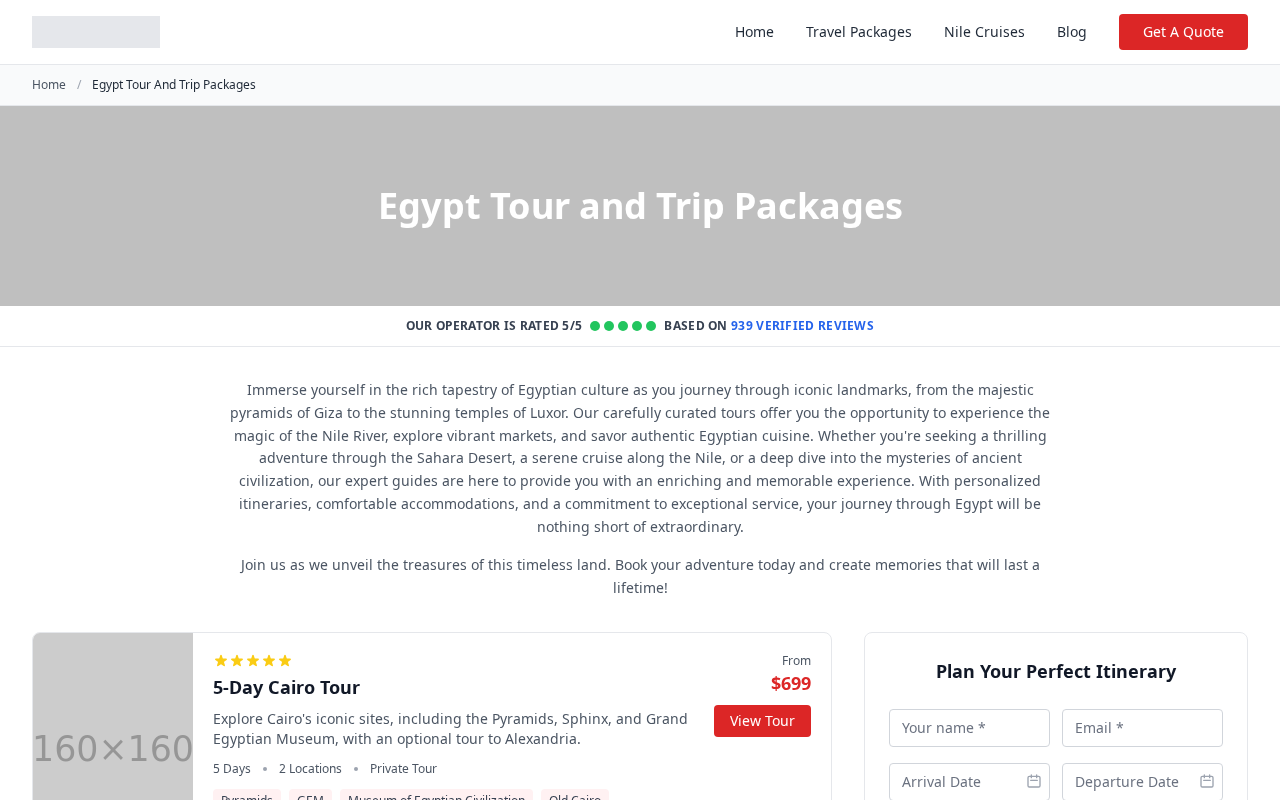 Home
Travel Packages
Nile Cruises
Blog
Get A Quote
Home / Egypt Tour And Trip Packages
Egypt Tour and Trip Packages
OUR OPERATOR IS RATED 5/5 BASED ON 939 VERIFIED REVIEWS
Immerse yourself in the rich tapestry of Egyptian culture as you journey through iconic landmarks, from the majestic
pyramids of Giza to the stunning temples of Luxor. Our carefully curated tours offer you the opportunity to experience the
magic of the Nile River, explore vibrant markets, and savor authentic Egyptian cuisine. Whether you're seeking a thrilling
adventure through the Sahara Desert, a serene cruise along the Nile, or a deep dive into the mysteries of ancient
civilization, our expert guides are here to provide you with an enriching and memorable experience. With personalized
itineraries, comfortable accommodations, and a commitment to exceptional service, your journey through Egypt will be
nothing short of extraordinary.
Join us as we unveil the treasures of this timeless land. Book your adventure today and create memories that will last a
lifetime!
160×160
5-Day Cairo Tour
Explore Cairo's iconic sites, including the Pyramids, Sphinx, and Grand
Egyptian Museum, with an optional tour to Alexandria.
5 Days • 2 Locations • Private Tour
Pyramids
GEM
Museum of Egyptian Civilization
Old Cairo
From
$699
View Tour
Plan Your Perfect Itinerary
Your name *
Email *
Arrival Date
Departure Date